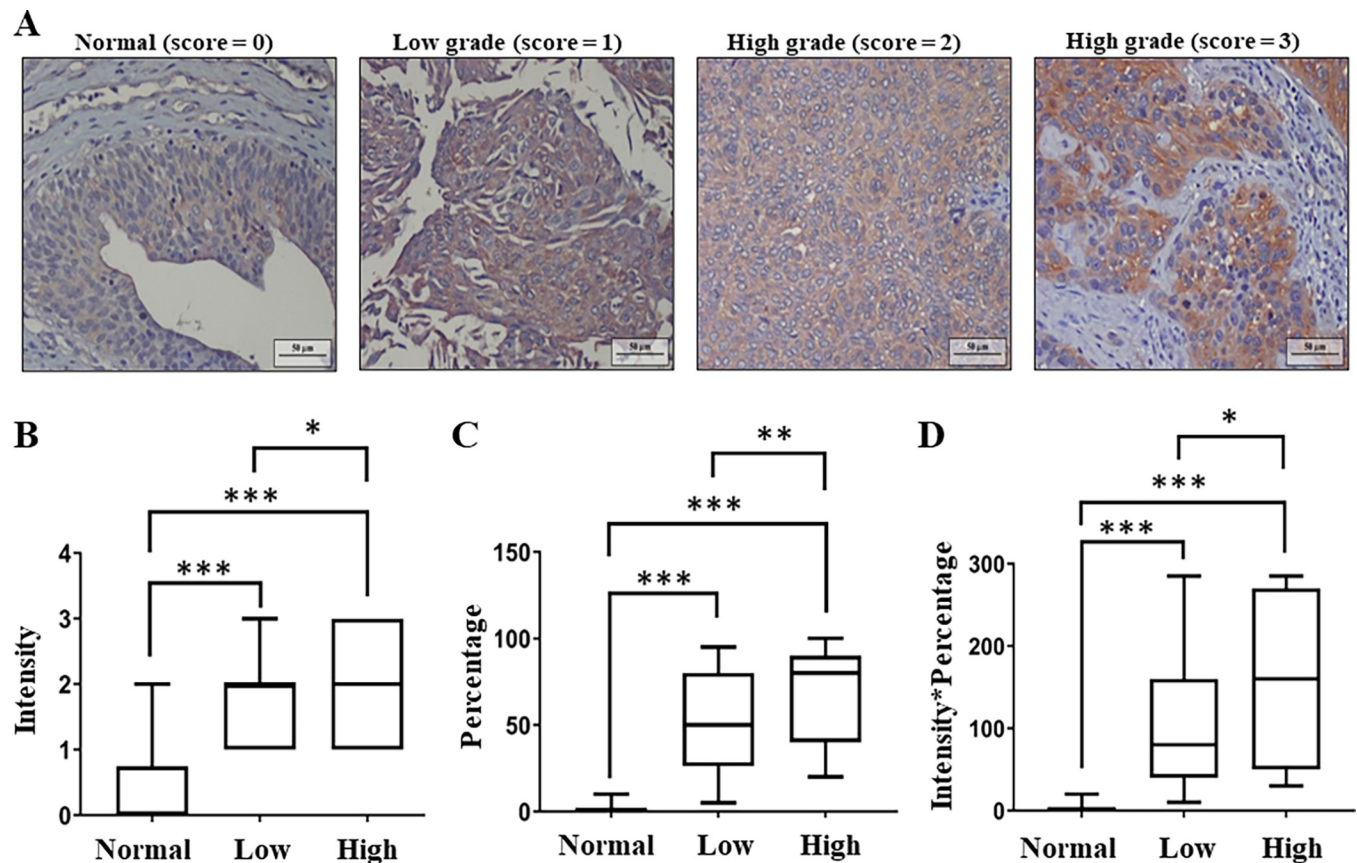 A
Normal (score = 0)
Low grade (score = 1)
High grade (score = 2)
High grade (score = 3)
50 µm
50 µm
50 µm
50 µm
B
*
***
***
Intensity
4
3
2
1
0
Normal Low High
C
**
***
***
Percentage
150
100
50
0
Normal Low High
D
*
***
***
Intensity*Percentage
300
200
100
0
Normal Low High